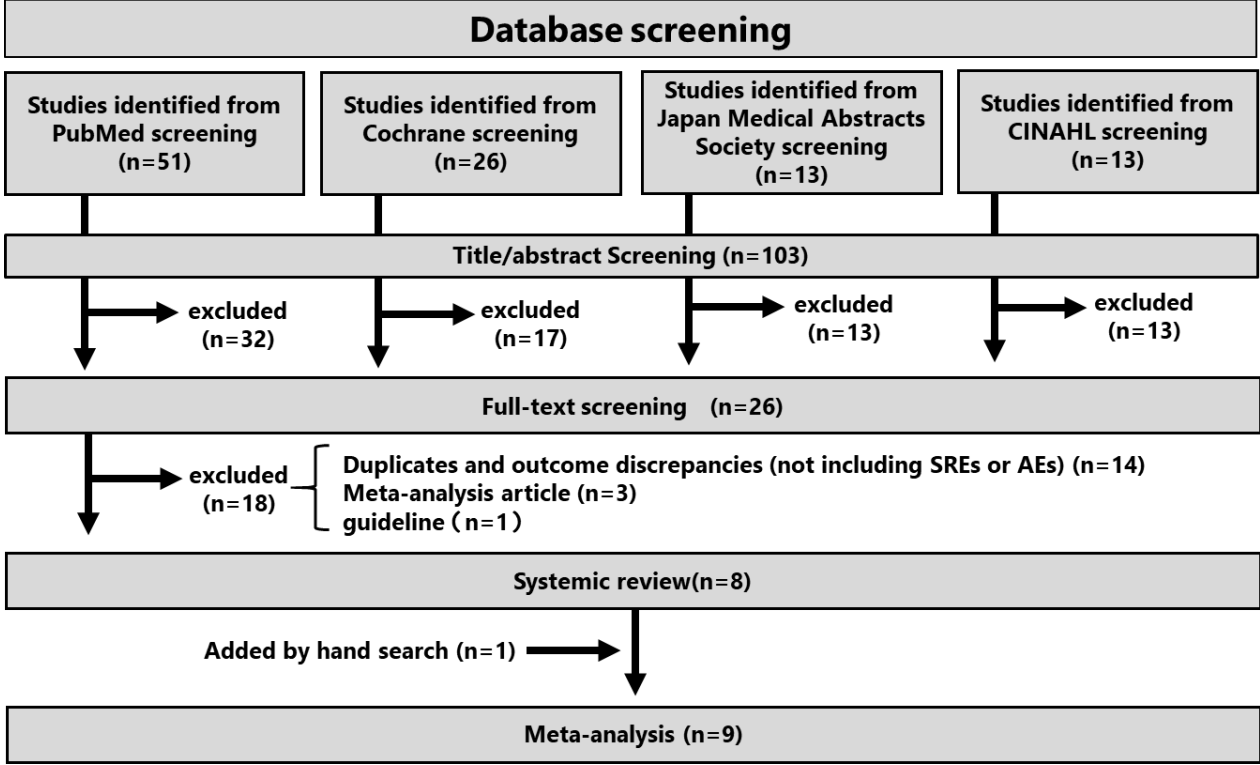 Database screening
Studies identified from
PubMed screening
(n=51)
Studies identified from
Cochrane screening
(n=26)
Studies identified from
Japan Medical Abstracts
Society screening
(n=13)
Studies identified from
CINAHL screening
(n=13)
Title/abstract Screening (n=103)
excluded
(n=32)
excluded
(n=17)
excluded
(n=13)
excluded
(n=13)
Full-text screening (n=26)
excluded
(n=18)
Duplicates and outcome discrepancies (not including SREs or AEs) (n=14)
Meta-analysis article (n=3)
guideline（n=1）
Systemic review(n=8)
Added by hand search (n=1)
Meta-analysis (n=9)